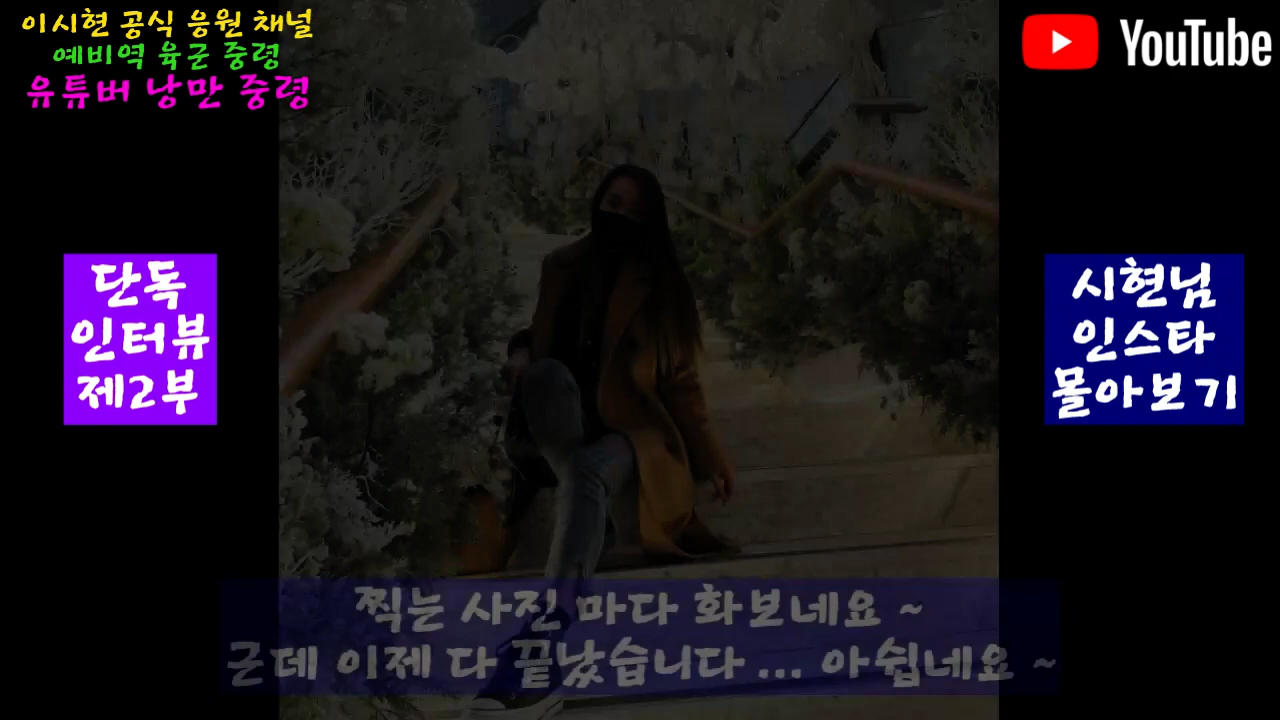 이시현 공식 응원 채널
예비역 육군 중령
유튜버 낭만 중령
YouTube
단독
인터뷰
제2부
시현님
인스타
몰아보기
찍는 사진 마다 화보네요 ~
근데 이제 다 끝났습니다 ... 아쉽네요 ~